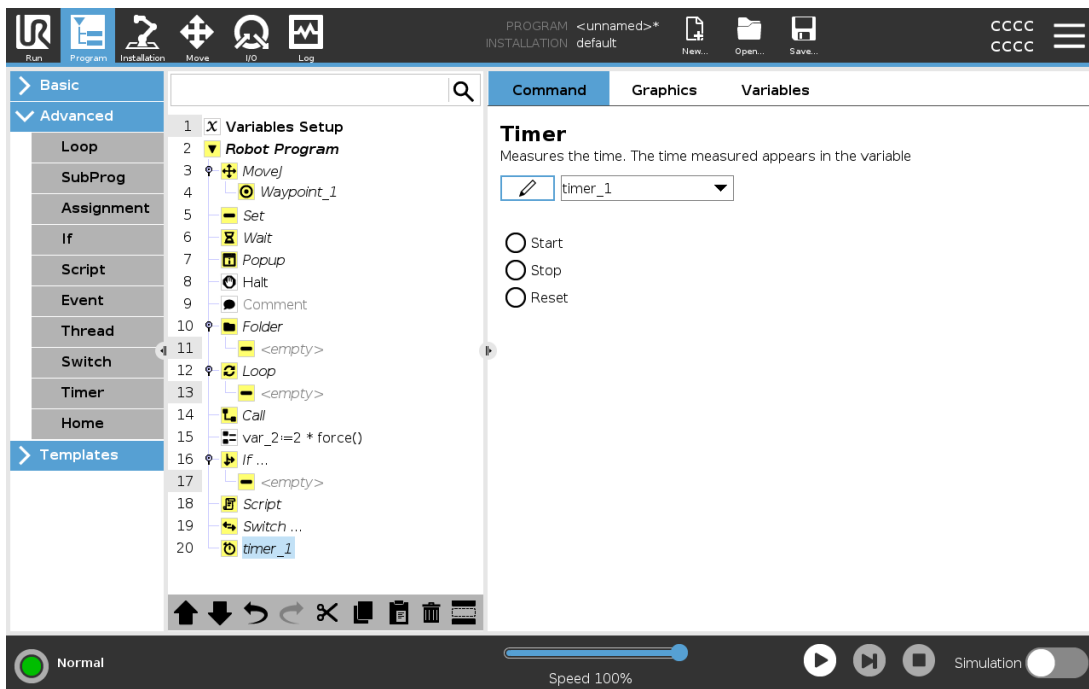 UR
Run
Program
Installation
Move
I/O
Log
PROGRAM <unnamed>*
INSTALLATION default
New...
Open...
Save...
CCCC
CCCC
Basic
Advanced
Loop
SubProg
Assignment
If
Script
Event
Thread
Switch
Timer
Home
Templates
1 X Variables Setup
2 Robot Program
3 MoveJ
4 Waypoint_1
5 Set
6 Wait
7 Popup
8 Halt
9 Comment
10 Folder
11 <empty>
12 Loop
13 <empty>
14 Call
15 var_2≔2 * force()
16 If ...
17 <empty>
18 Script
19 Switch ...
20 timer_1
Command Graphics Variables
Timer
Measures the time. The time measured appears in the variable
timer_1
Start
Stop
Reset
Normal
Speed 100%
Simulation